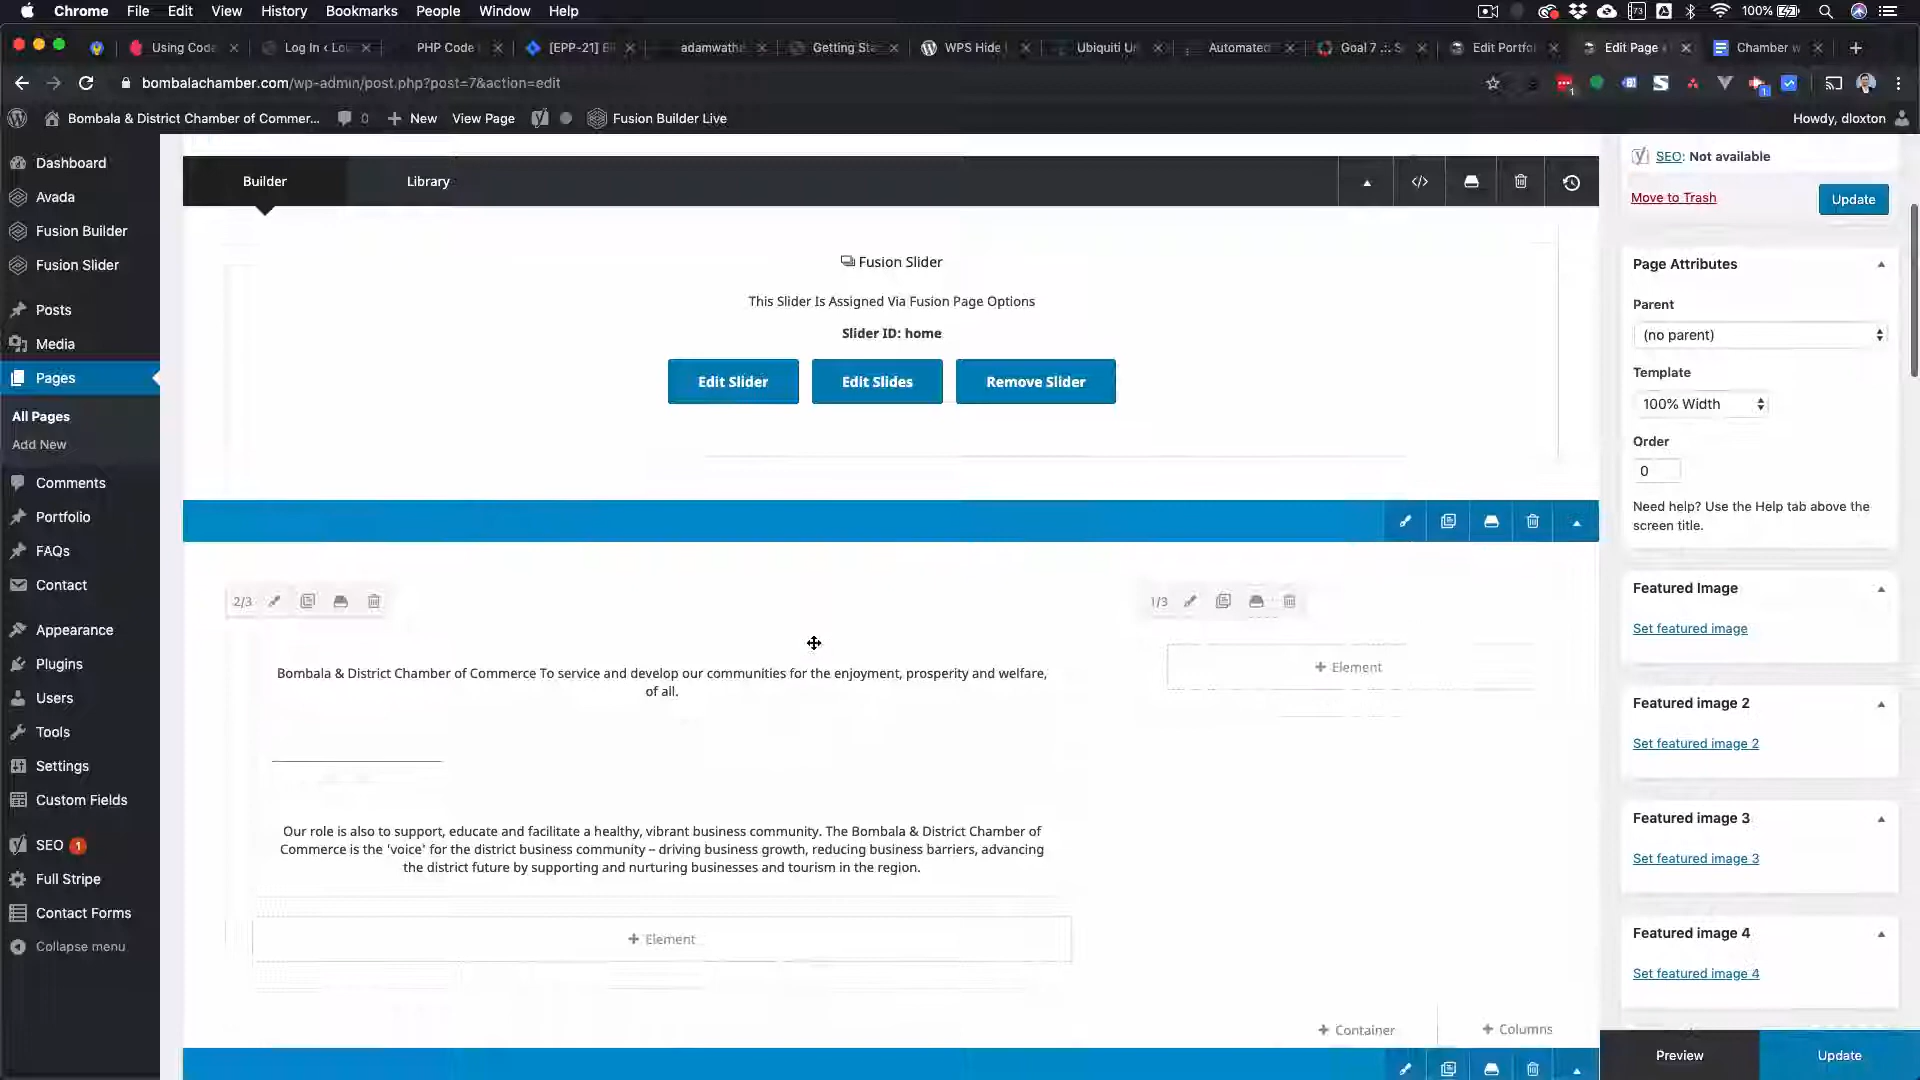 Chrome File Edit View History Bookmarks People Window Help 73 100%
Using Code Log In ‹ Lo PHP Code [EPP-21] E adamwath Getting Sta WPS Hide Ubiquiti Un Automated Goal 7 .:. S Edit Portfo Edit Page Chamber w
bombalachamber.com/wp-admin/post.php?post=7&action=edit 1 1
Bombala & District Chamber of Commer... 0 New View Page Fusion Builder Live Howdy, dloxton
Dashboard
Avada
Fusion Builder
Fusion Slider
Posts
Media
Pages
All Pages
Add New
Comments
Portfolio
FAQs
Contact
Appearance
Plugins
Users
Tools
Settings
Custom Fields
SEO 1
Full Stripe
Contact Forms
Collapse menu
Builder Library
Fusion Slider
This Slider Is Assigned Via Fusion Page Options
Slider ID: home
Edit Slider Edit Slides Remove Slider
2/3
Bombala & District Chamber of Commerce To service and develop our communities for the enjoyment, prosperity and welfare,
of all.
Our role is also to support, educate and facilitate a healthy, vibrant business community. The Bombala & District Chamber of
Commerce is the 'voice' for the district business community – driving business growth, reducing business barriers, advancing
the district future by supporting and nurturing businesses and tourism in the region.
+ Element
1/3
+ Element
+ Container + Columns
SEO: Not available
Move to Trash Update
Page Attributes
Parent
(no parent)
Template
100% Width
Order
0
Need help? Use the Help tab above the
screen title.
Featured Image
Set featured image
Featured image 2
Set featured image 2
Featured image 3
Set featured image 3
Featured image 4
Set featured image 4
Preview Update